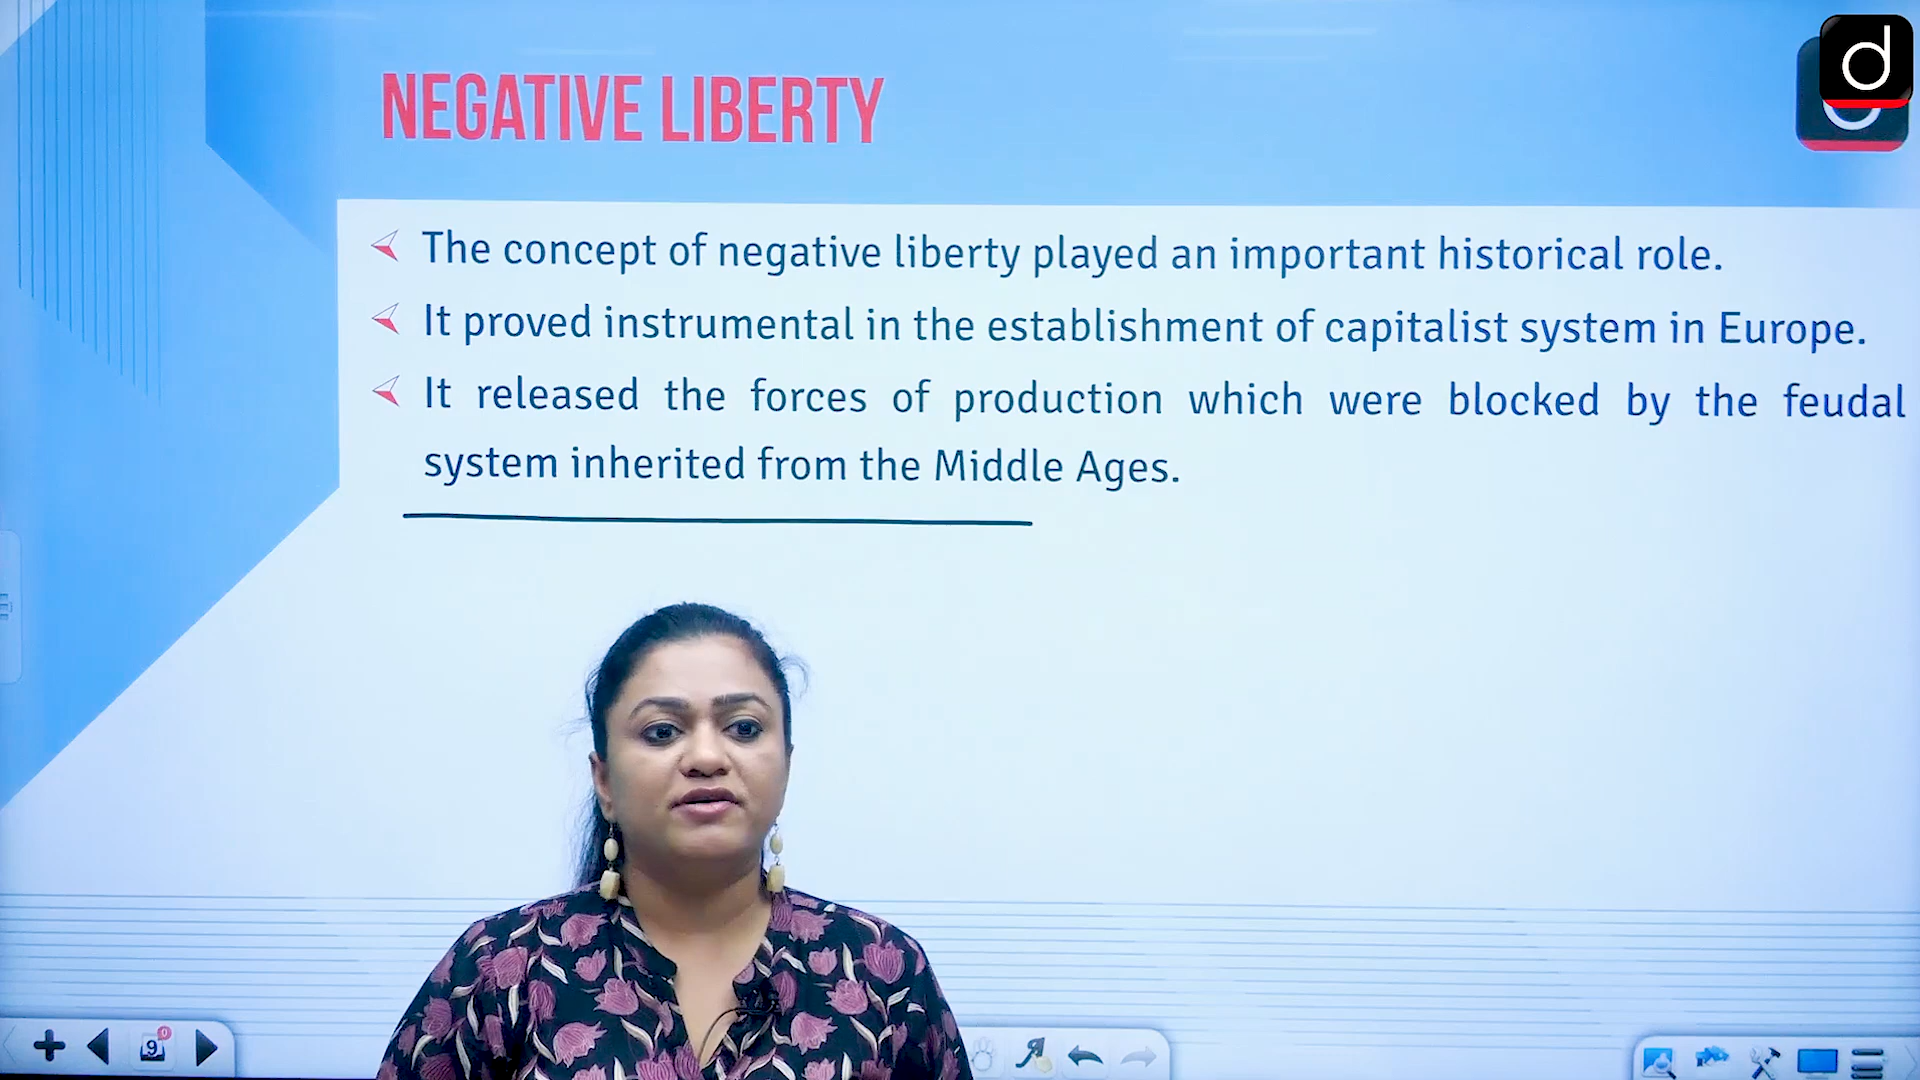 d
NEGATIVE LIBERTY
The concept of negative liberty played an important historical role.
It proved instrumental in the establishment of capitalist system in Europe.
It released the forces of production which were blocked by the feudal
system inherited from the Middle Ages.
9
0